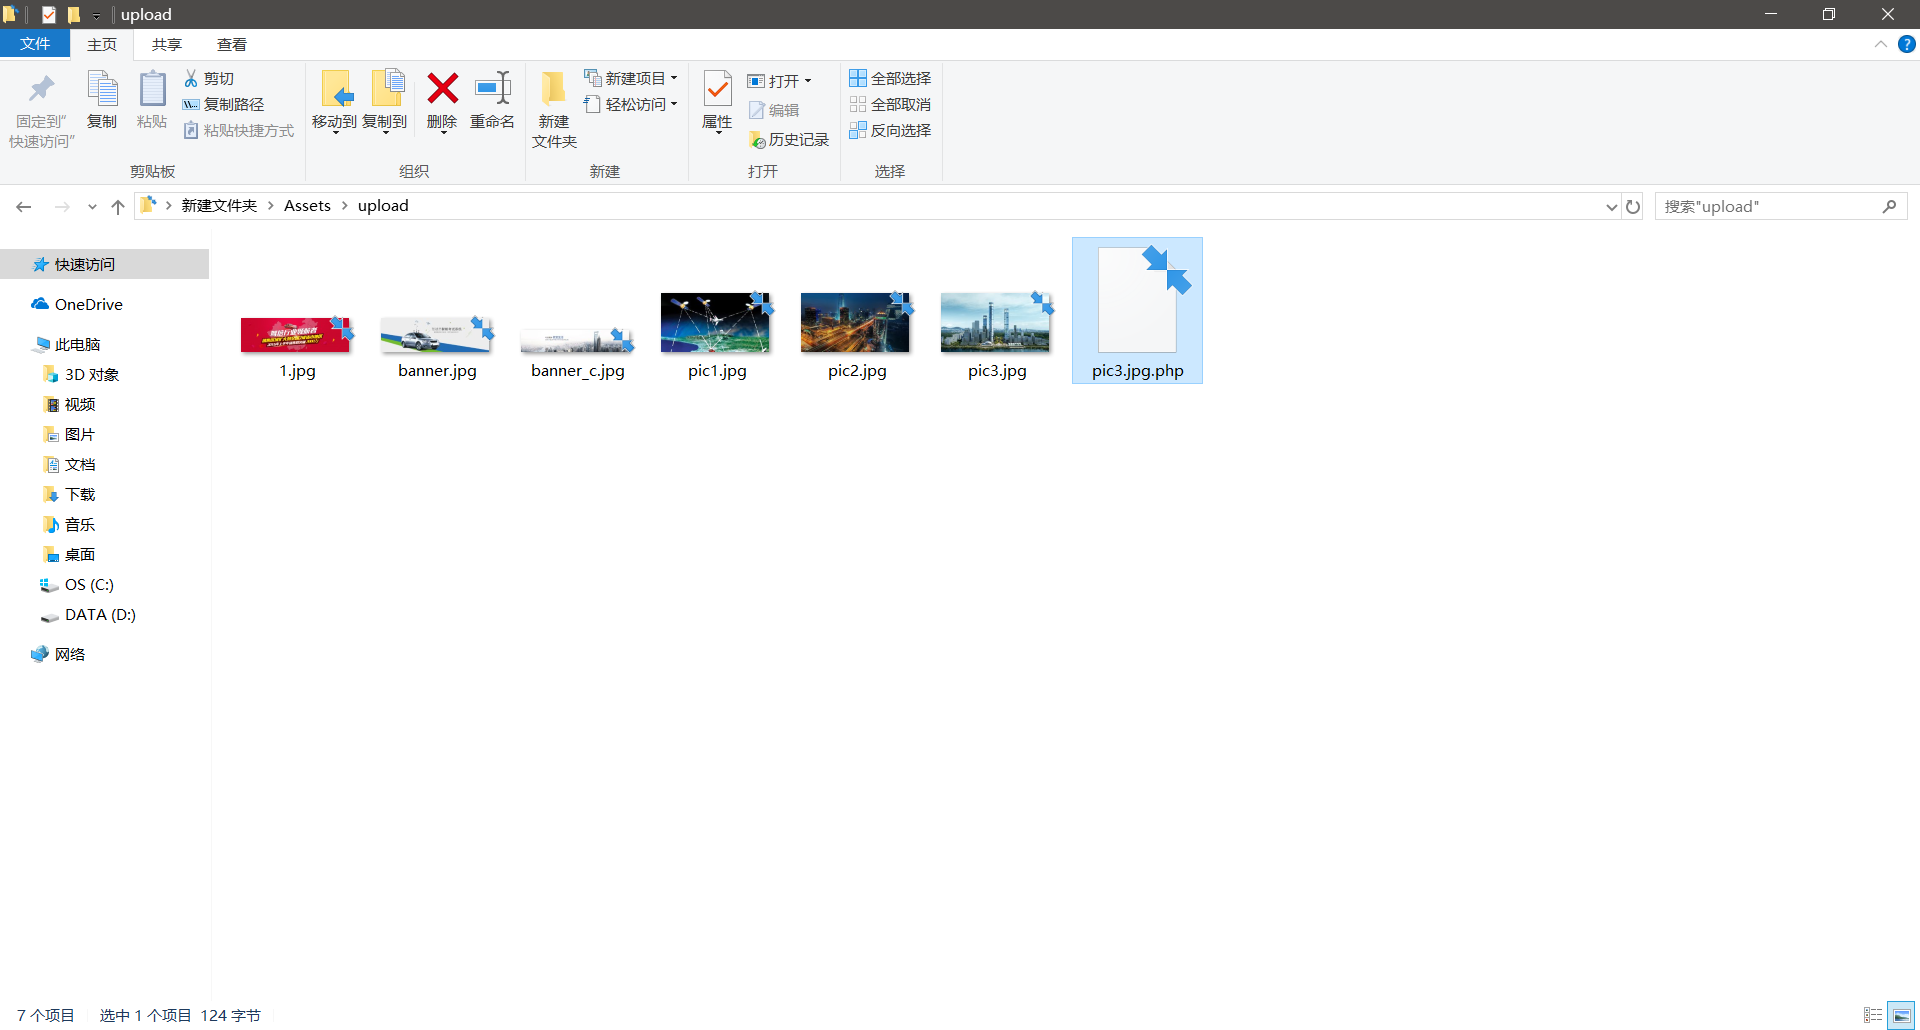 upload
文件 主页 共享 查看
固定到"
快速访问"
复制
粘贴
剪切
复制路径
粘贴快捷方式
剪贴板
移动到
复制到
删除
重命名
组织
新建
文件夹
新建项目
轻松访问
新建
属性
打开
编辑
历史记录
打开
全部选择
全部取消
反向选择
选择
新建文件夹 > Assets > upload
搜索"upload"
快速访问
OneDrive
此电脑
3D 对象
视频
图片
文档
下载
音乐
桌面
OS (C:)
DATA (D:)
网络
1.jpg
banner.jpg
banner_c.jpg
pic1.jpg
pic2.jpg
pic3.jpg
pic3.jpg.php
7 个项目 选中 1 个项目 124 字节